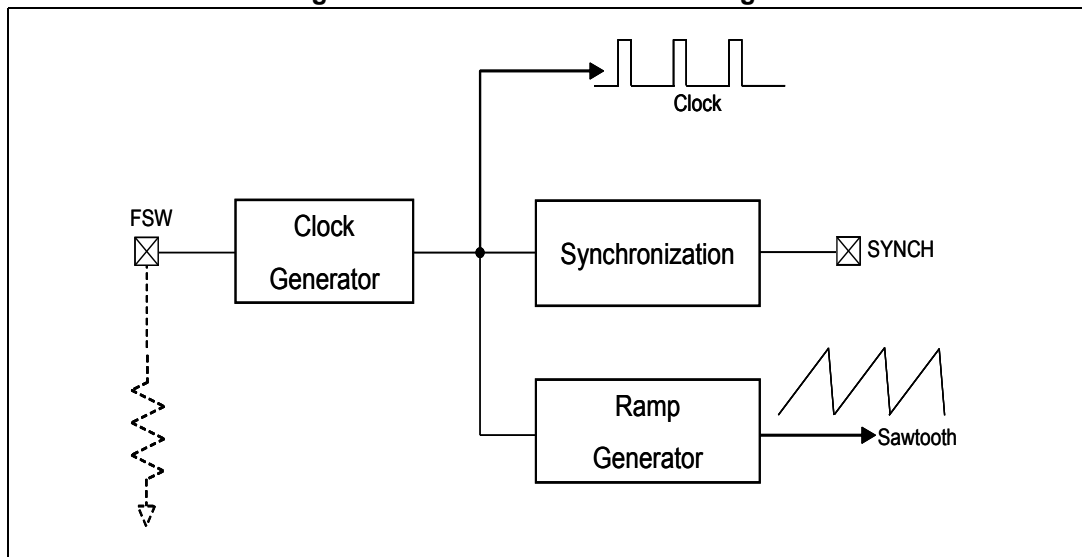 Clock
FSW
Clock
Generator
Synchronization
SYNCH
Ramp
Generator
Sawtooth